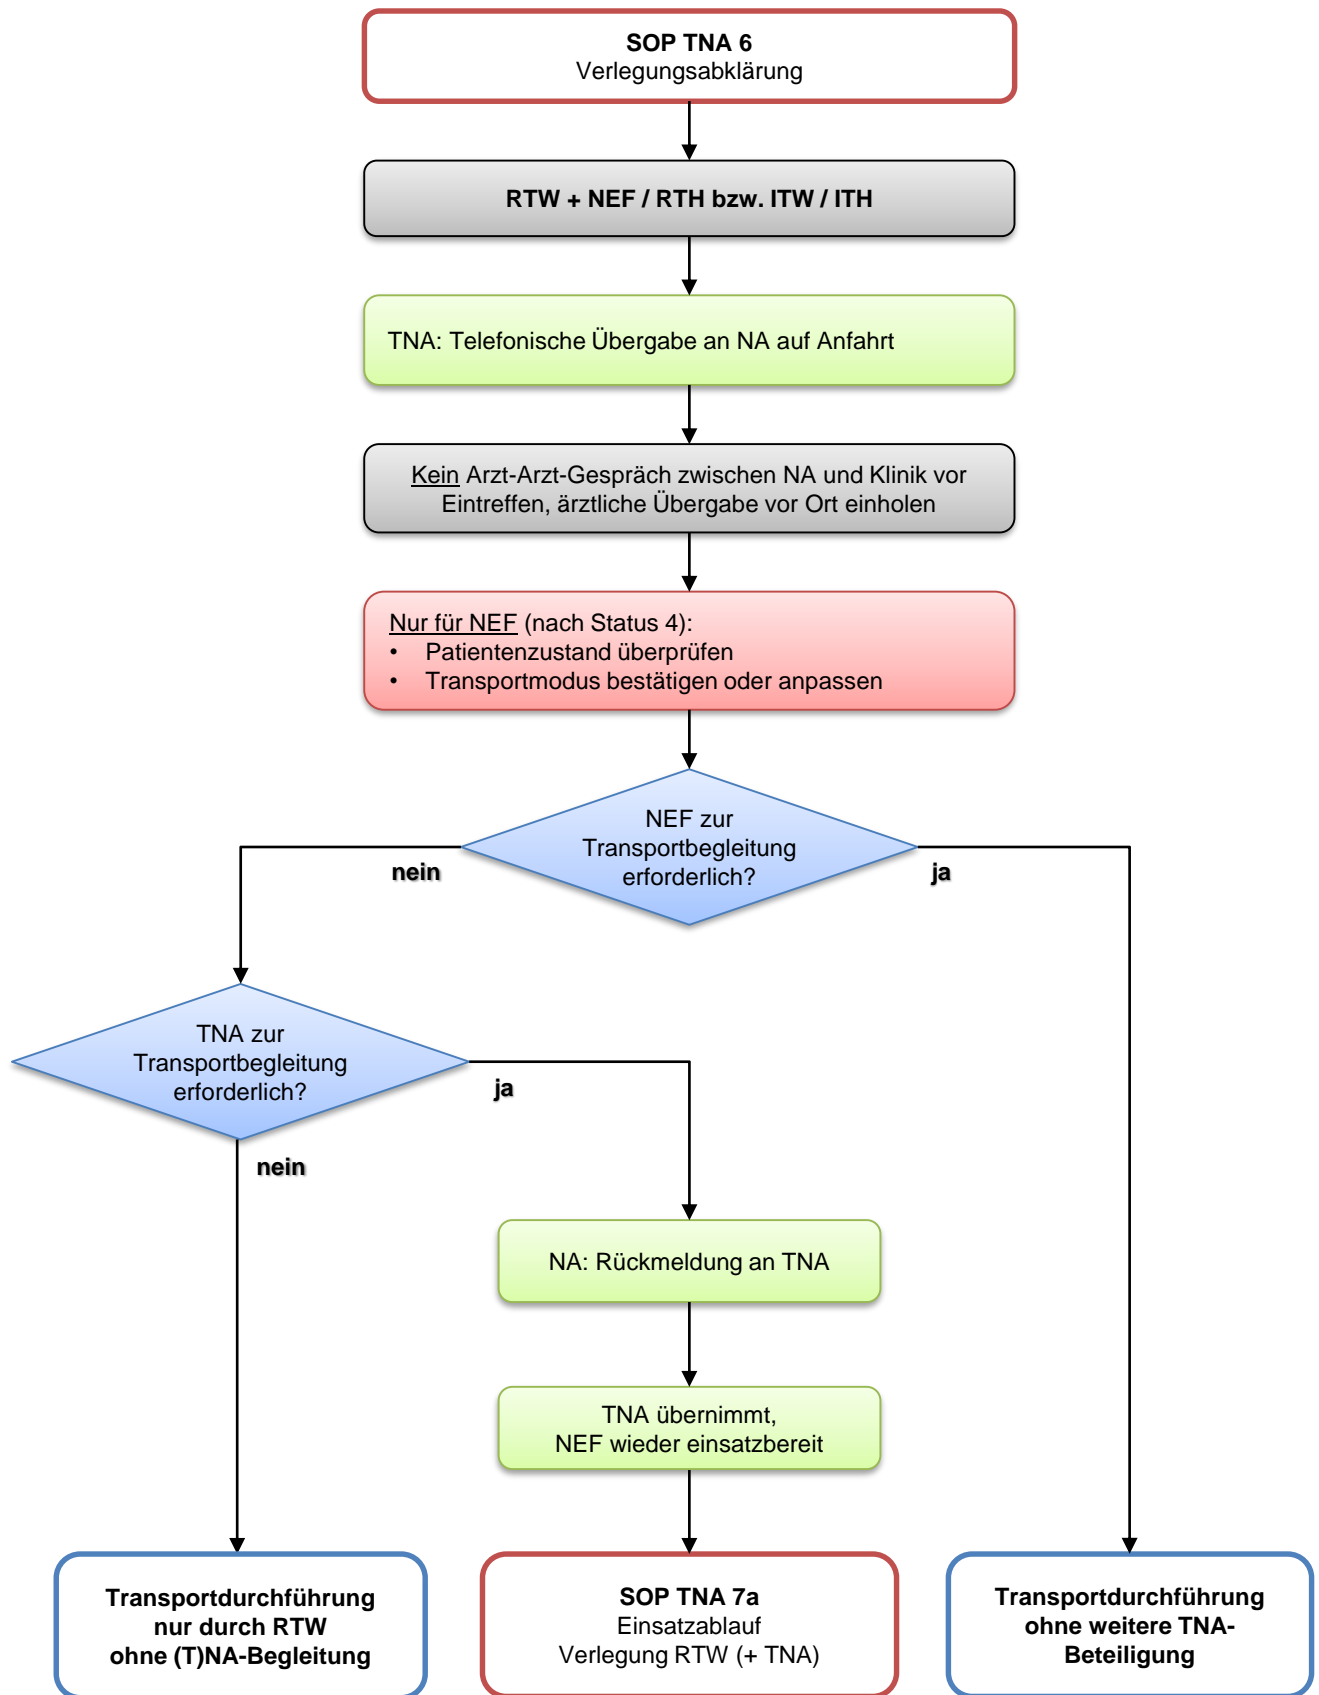 SOP TNA 6
Verlegungsabklärung
RTW + NEF / RTH bzw. ITW / ITH
TNA: Telefonische Übergabe an NA auf Anfahrt
Kein Arzt-Arzt-Gespräch zwischen NA und Klinik vor
Eintreffen, ärztliche Übergabe vor Ort einholen
Nur für NEF (nach Status 4):
• Patientenzustand überprüfen
• Transportmodus bestätigen oder anpassen
NEF zur
Transportbegleitung
erforderlich?
nein
ja
TNA zur
Transportbegleitung
erforderlich?
ja
nein
NA: Rückmeldung an TNA
TNA übernimmt,
NEF wieder einsatzbereit
Transportdurchführung
nur durch RTW
ohne (T)NA-Begleitung
SOP TNA 7a
Einsatzablauf
Verlegung RTW (+ TNA)
Transportdurchführung
ohne weitere TNA-
Beteiligung